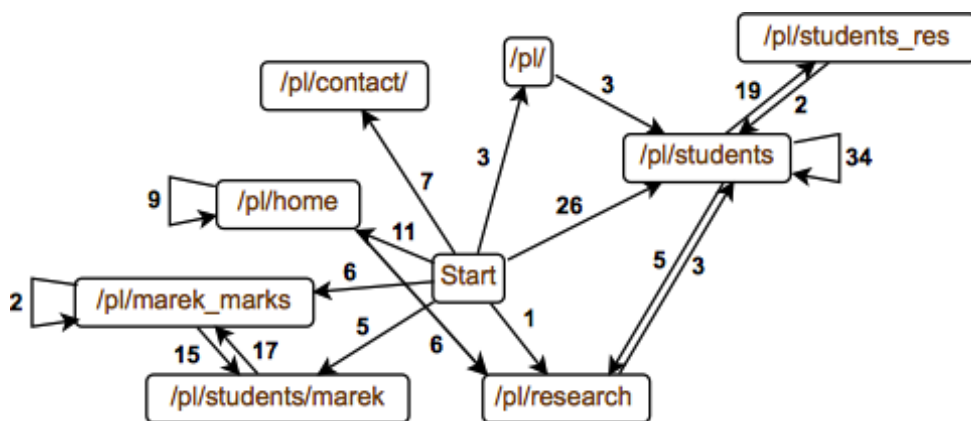 /pl/students_res
/pl/
/pl/contact/
3
19
2
/pl/students
34
3
7
9
/pl/home
26
11
Start
6
5
3
2
/pl/marek_marks
1
5
15
17
6
/pl/students/marek
/pl/research